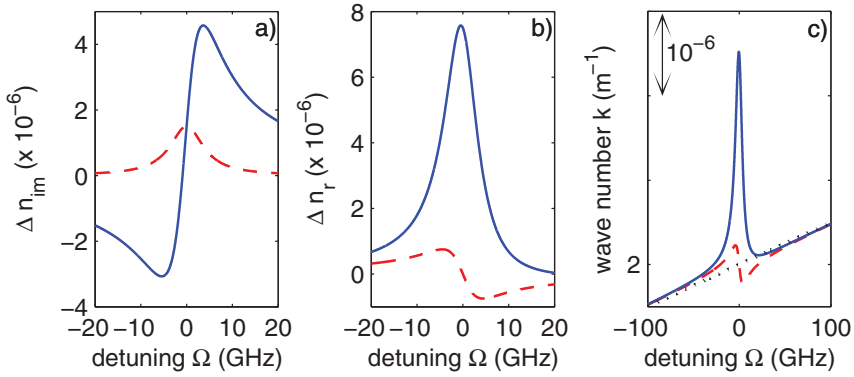 a)
4
2
0
−2
−4
−20
−10
0
10
20
Δ n_im (x 10^-6)
detuning Ω (GHz)
b)
8
6
4
2
0
−20
−10
0
10
20
Δ n_r (x 10^-6)
detuning Ω (GHz)
c)
10^-6
2
−100
0
100
wave number k (m^-1)
detuning Ω (GHz)